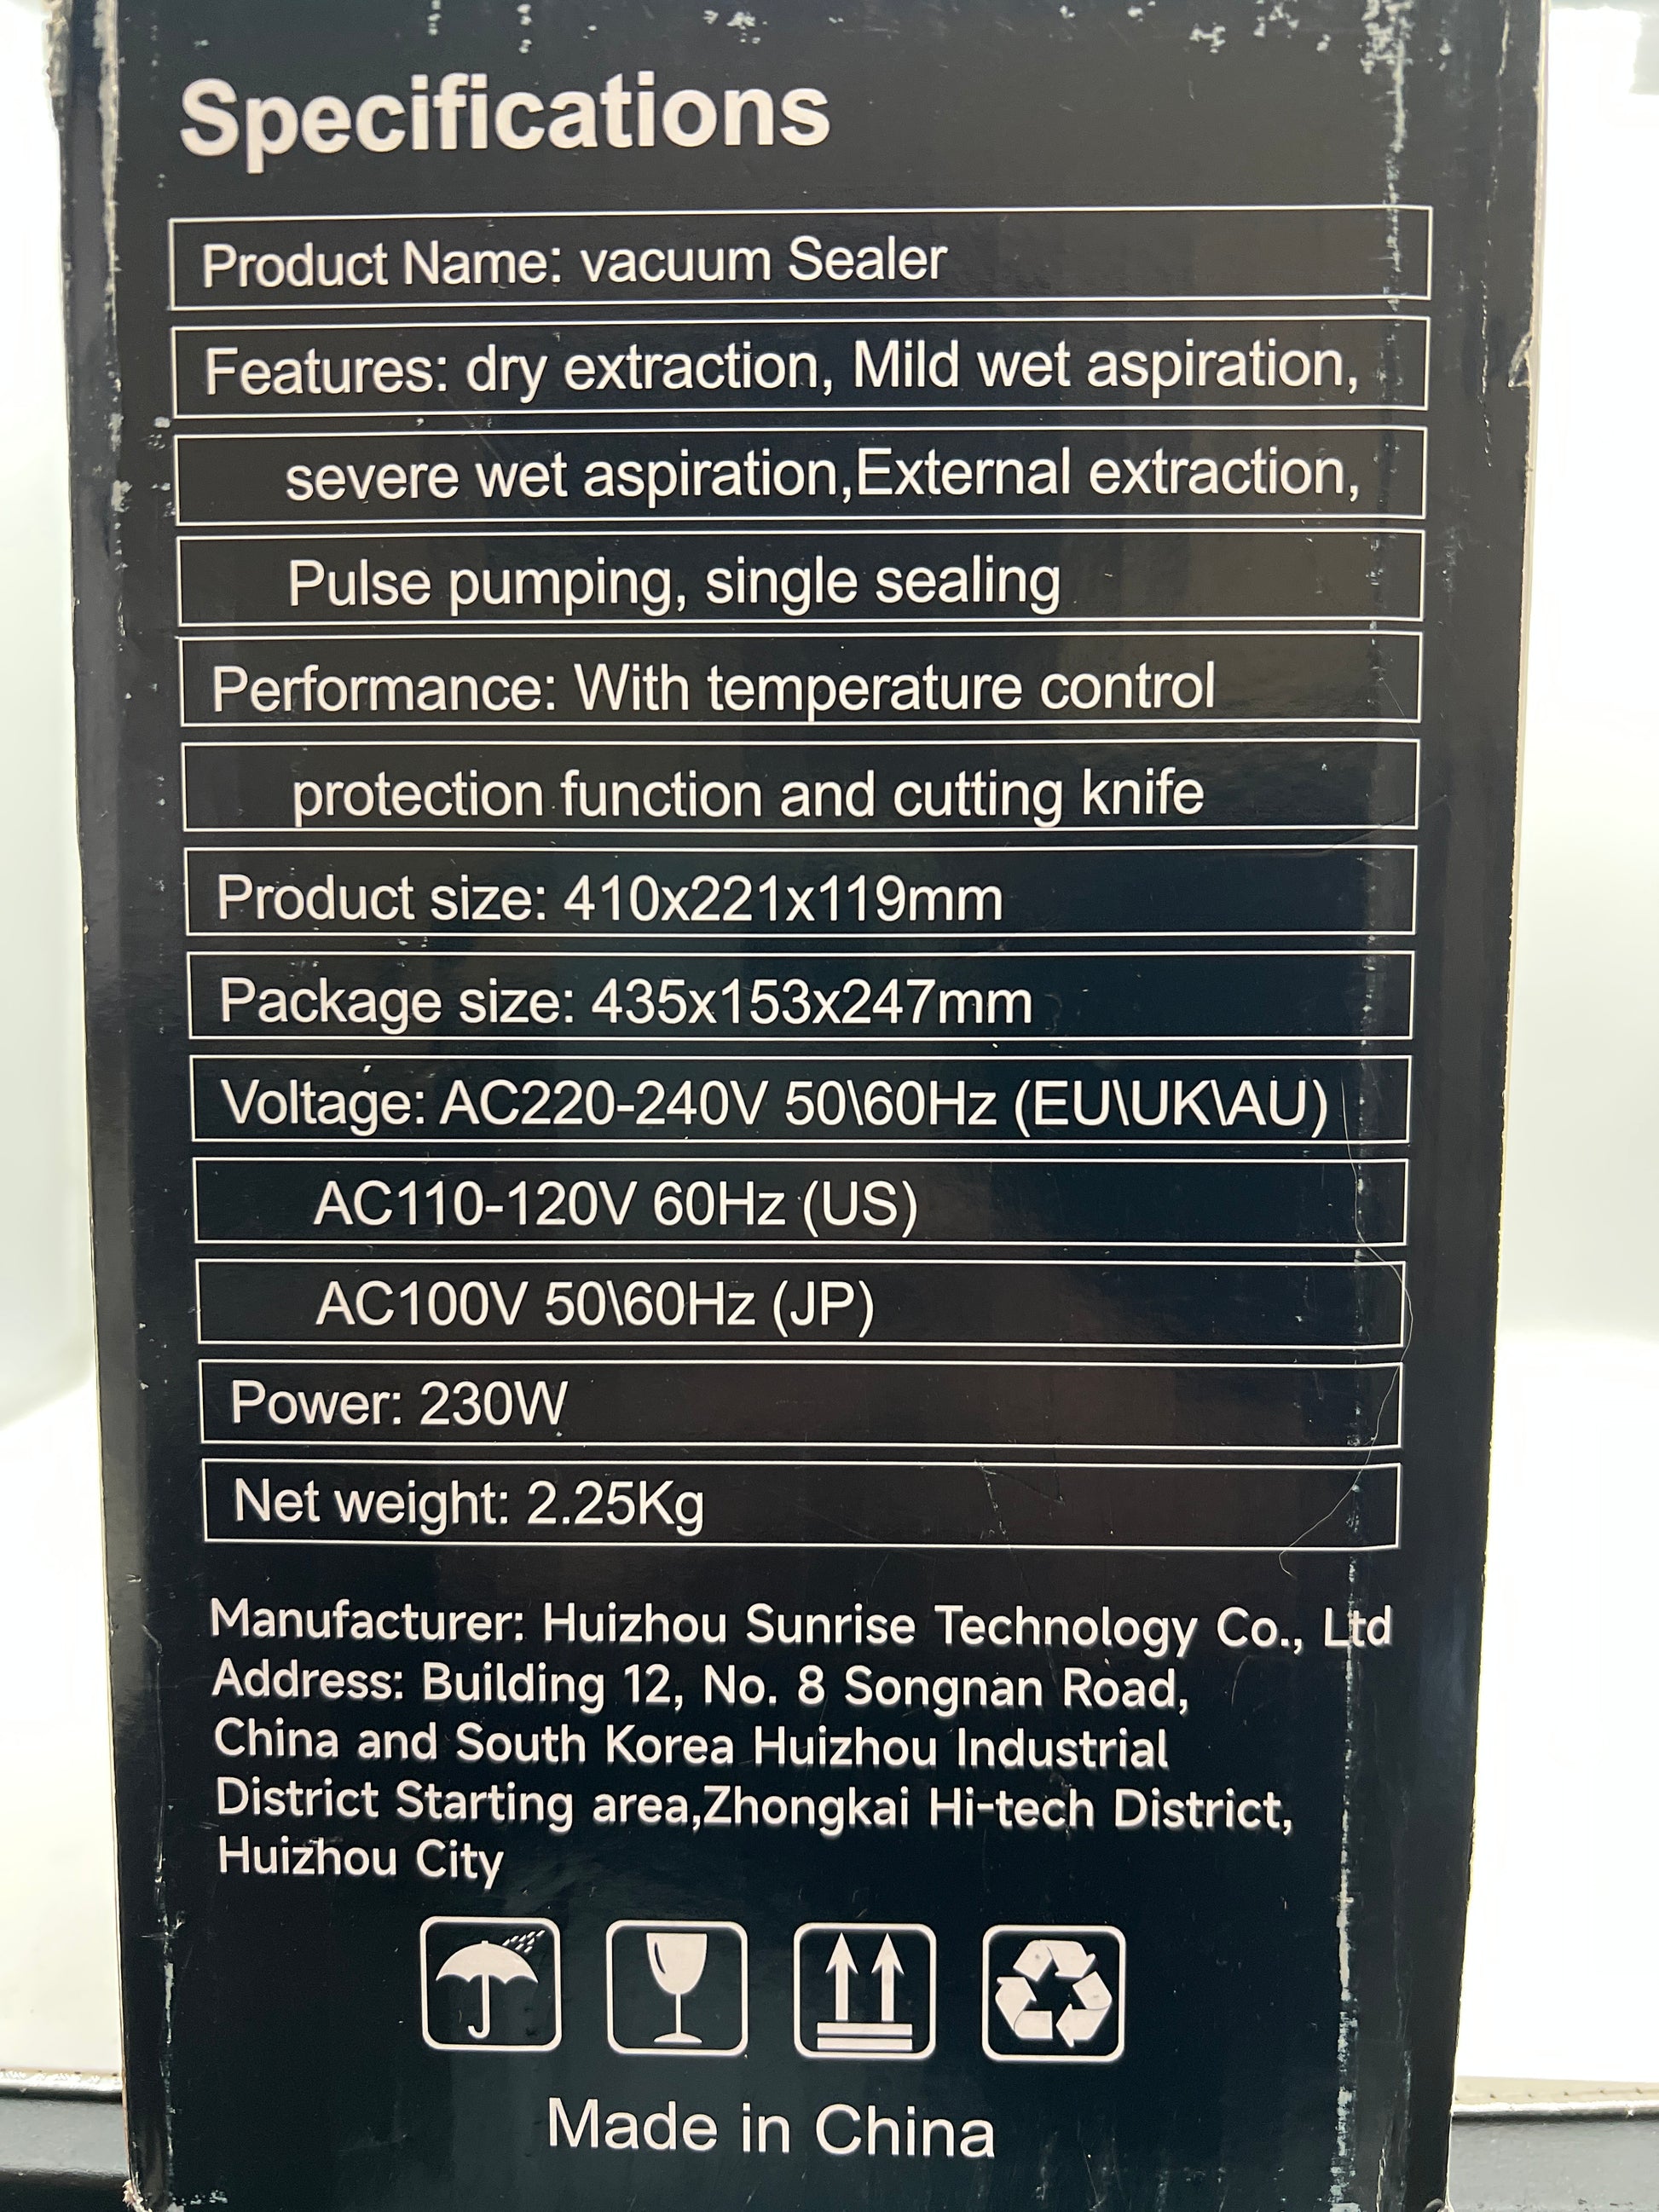 Specifications
Product Name: vacuum Sealer
Features: dry extraction, Mild wet aspiration,
severe wet aspiration,External extraction,
Pulse pumping, single sealing
Performance: With temperature control
protection function and cutting knife
Product size: 410x221x119mm
Package size: 435x153x247mm
Voltage: AC220-240V 50\60Hz (EU\UK\AU)
AC110-120V 60Hz (US)
AC100V 50\60Hz (JP)
Power: 230W
Net weight: 2.25Kg
Manufacturer: Huizhou Sunrise Technology Co., Ltd
Address: Building 12, No. 8 Songnan Road,
China and South Korea Huizhou Industrial
District Starting area,Zhongkai Hi-tech District,
Huizhou City
Made in China